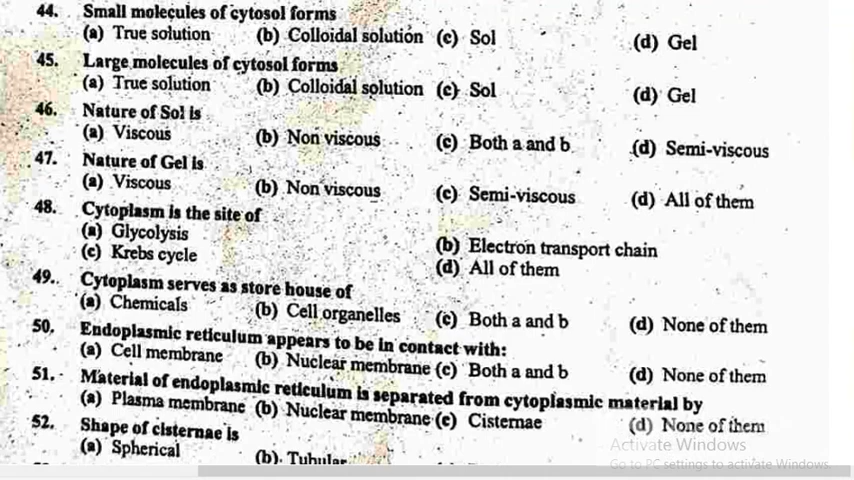 44. Small molecules of cytosol forms
(a) True solution (b) Colloidal solution (c) Sol (d) Gel
45. Large molecules of cytosol forms
(a) True solution (b) Colloidal solution (c) Sol (d) Gel
46. Nature of Sol is
(a) Viscous (b) Non viscous (c) Both a and b (d) Semi-viscous
47. Nature of Gel is
(a) Viscous (b) Non viscous (c) Semi-viscous (d) All of them
48. Cytoplasm is the site of
(a) Glycolysis (b) Electron transport chain
(c) Krebs cycle (d) All of them
49. Cytoplasm serves as store house of
(a) Chemicals (b) Cell organelles (c) Both a and b (d) None of them
50. Endoplasmic reticulum appears to be in contact with:
(a) Cell membrane (b) Nuclear membrane (c) Both a and b (d) None of them
51. Material of endoplasmic reticulum is separated from cytoplasmic material by
(a) Plasma membrane (b) Nuclear membrane (c) Cisternae (d) None of them
52. Shape of cisternae is
(a) Spherical (b). Tubular
Activate Windows
Go to PC settings to activate Windows.